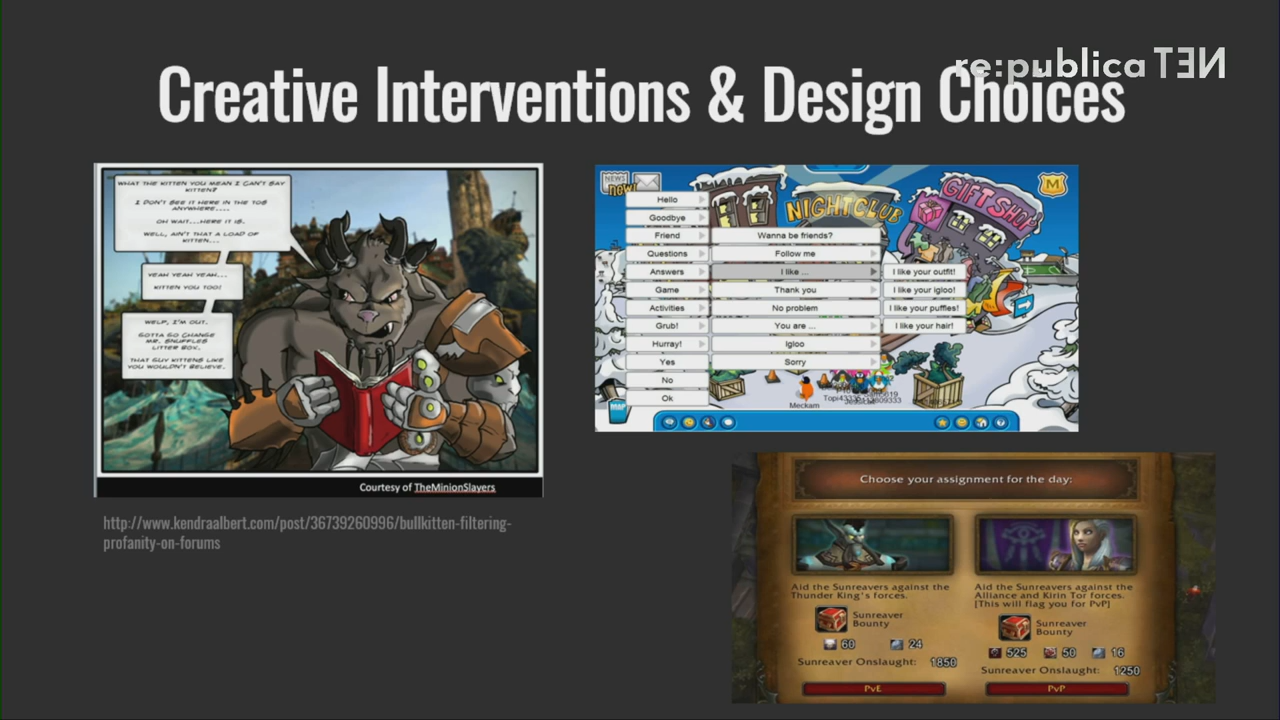 re:publica TEN
Creative Interventions & Design Choices
WHAT THE KITTEN YOU MEAN I CAN'T SAY
KITTEN?
I DON'T SEE IT HERE IN THE TOS
ANYWHERE....
OH WAIT...HERE IT IS.
WELL, AIN'T THAT A LOAD OF
KITTEN...
YEAH YEAH YEAH...
KITTEN YOU TOO!
WELP, I'M OUT.
GOTTA GO CHANGE
MR. SNUFFLES
LITTER BOX.
THAT GUY KITTENS LIKE
YOU WOULDN'T BELIEVE.
Courtesy of TheMinionSlayers
http://www.kendraalbert.com/post/36739260996/bullkitten-filtering-
profanity-on-forums
NEWS
new!
NIGHTCLUB
GIFT SHOP
M
Hello
Goodbye
Friend
Questions
Answers
Game
Activities
Grub!
Hurray!
Yes
No
Ok
Wanna be friends?
Follow me
I like ...
Thank you
No problem
You are ...
Igloo
Sorry
I like your outfit!
I like your igloo!
I like your puffles!
I like your hair!
Meckam
MAP
Choose your assignment for the day:
Aid the Sunreavers against the
Thunder King's forces.
Sunreaver
Bounty
60 24
Sunreaver Onslaught: 1850
PvE
Aid the Sunreavers against the
Alliance and Kirin Tor forces.
[This will flag you for PvP]
Sunreaver
Bounty
525 50 16
Sunreaver Onslaught: 1250
PvP